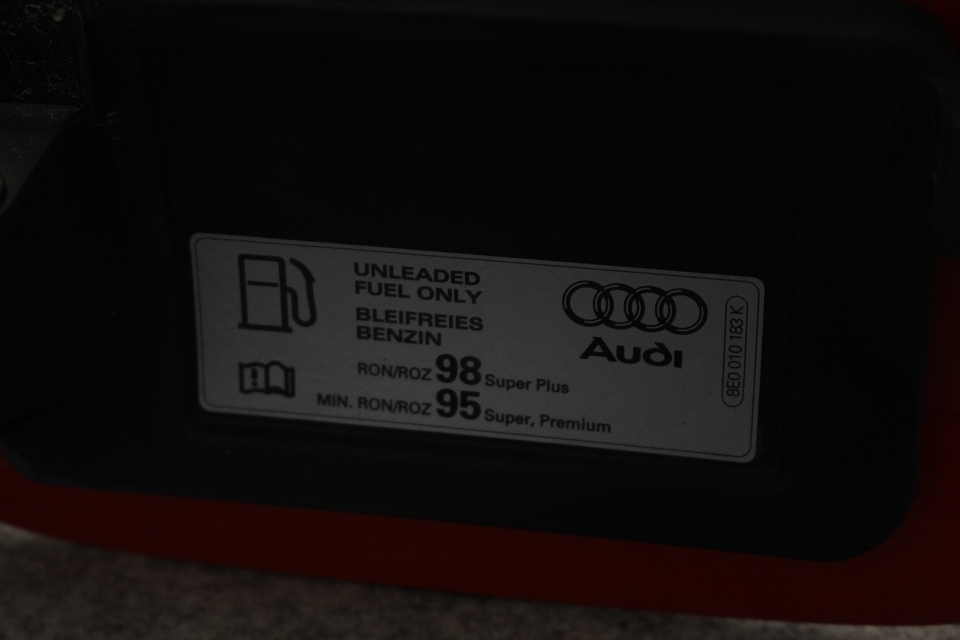 UNLEADED
FUEL ONLY
BLEIFREIES
BENZIN
RON/ROZ 98 Super Plus
MIN. RON/ROZ 95 Super, Premium
Audi
8E0 010 183 K